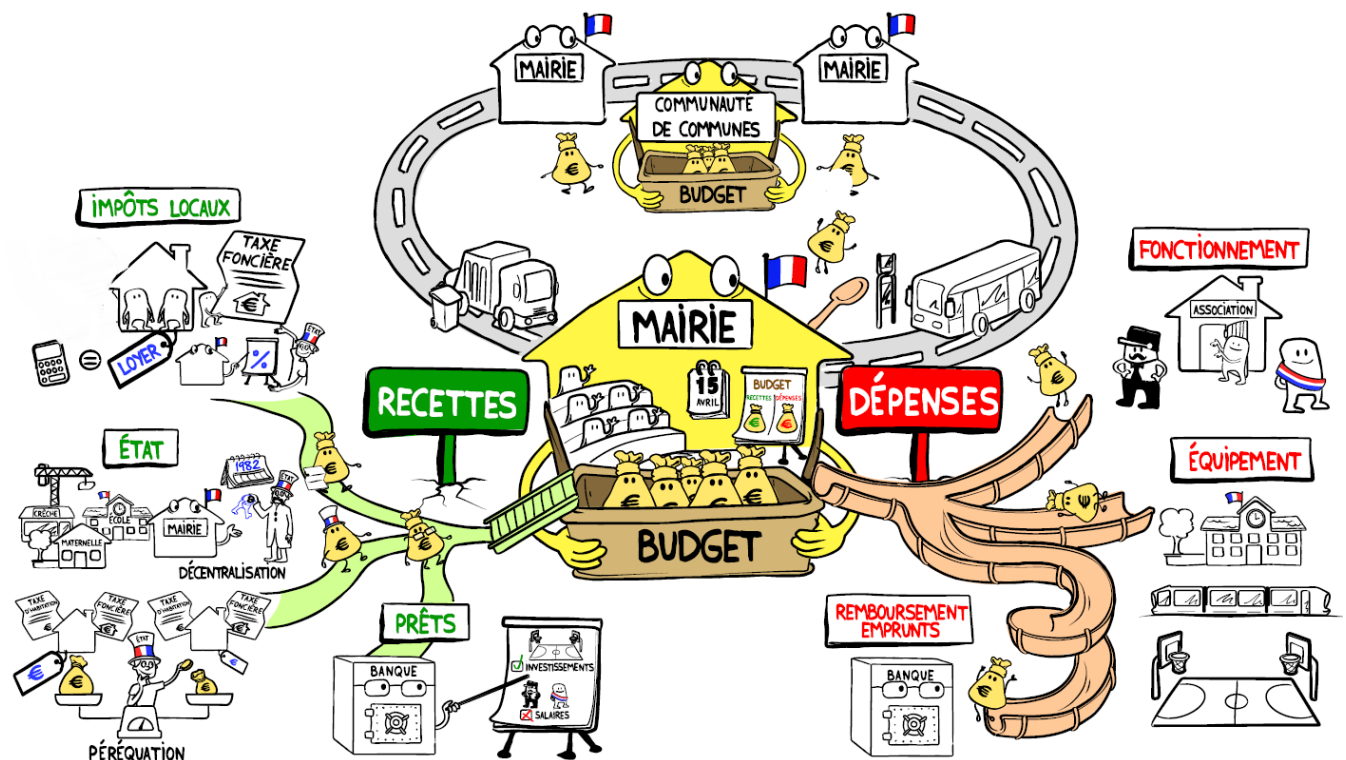 MAIRIE
MAIRIE
COMMUNAUTÉ
DE COMMUNES
€
€
BUDGET
IMPÔTS LOCAUX
TAXE
FONCIÈRE
€
€
LOYER
%
ÉTAT
FONCTIONNEMENT
ASSOCIATION
MAIRIE
15
AVRIL
BUDGET
RECETTES
DÉPENSES
€
€
RECETTES
DÉPENSES
€
€
€
€
€
€
€
€
€
BUDGET
ÉTAT
1982
ÉTAT
CRÈCHE
ÉCOLE
MATERNELLE
MAIRIE
DÉCENTRALISATION
ÉQUIPEMENT
TAXE
D'HABITATION
TAXE
FONCIÈRE
TAXE
D'HABITATION
TAXE
FONCIÈRE
ÉTAT
€
€
€
€
PÉRÉQUATION
PRÊTS
BANQUE
INVESTISSEMENTS
SALAIRES
REMBOURSEMENT
EMPRUNTS
BANQUE
€